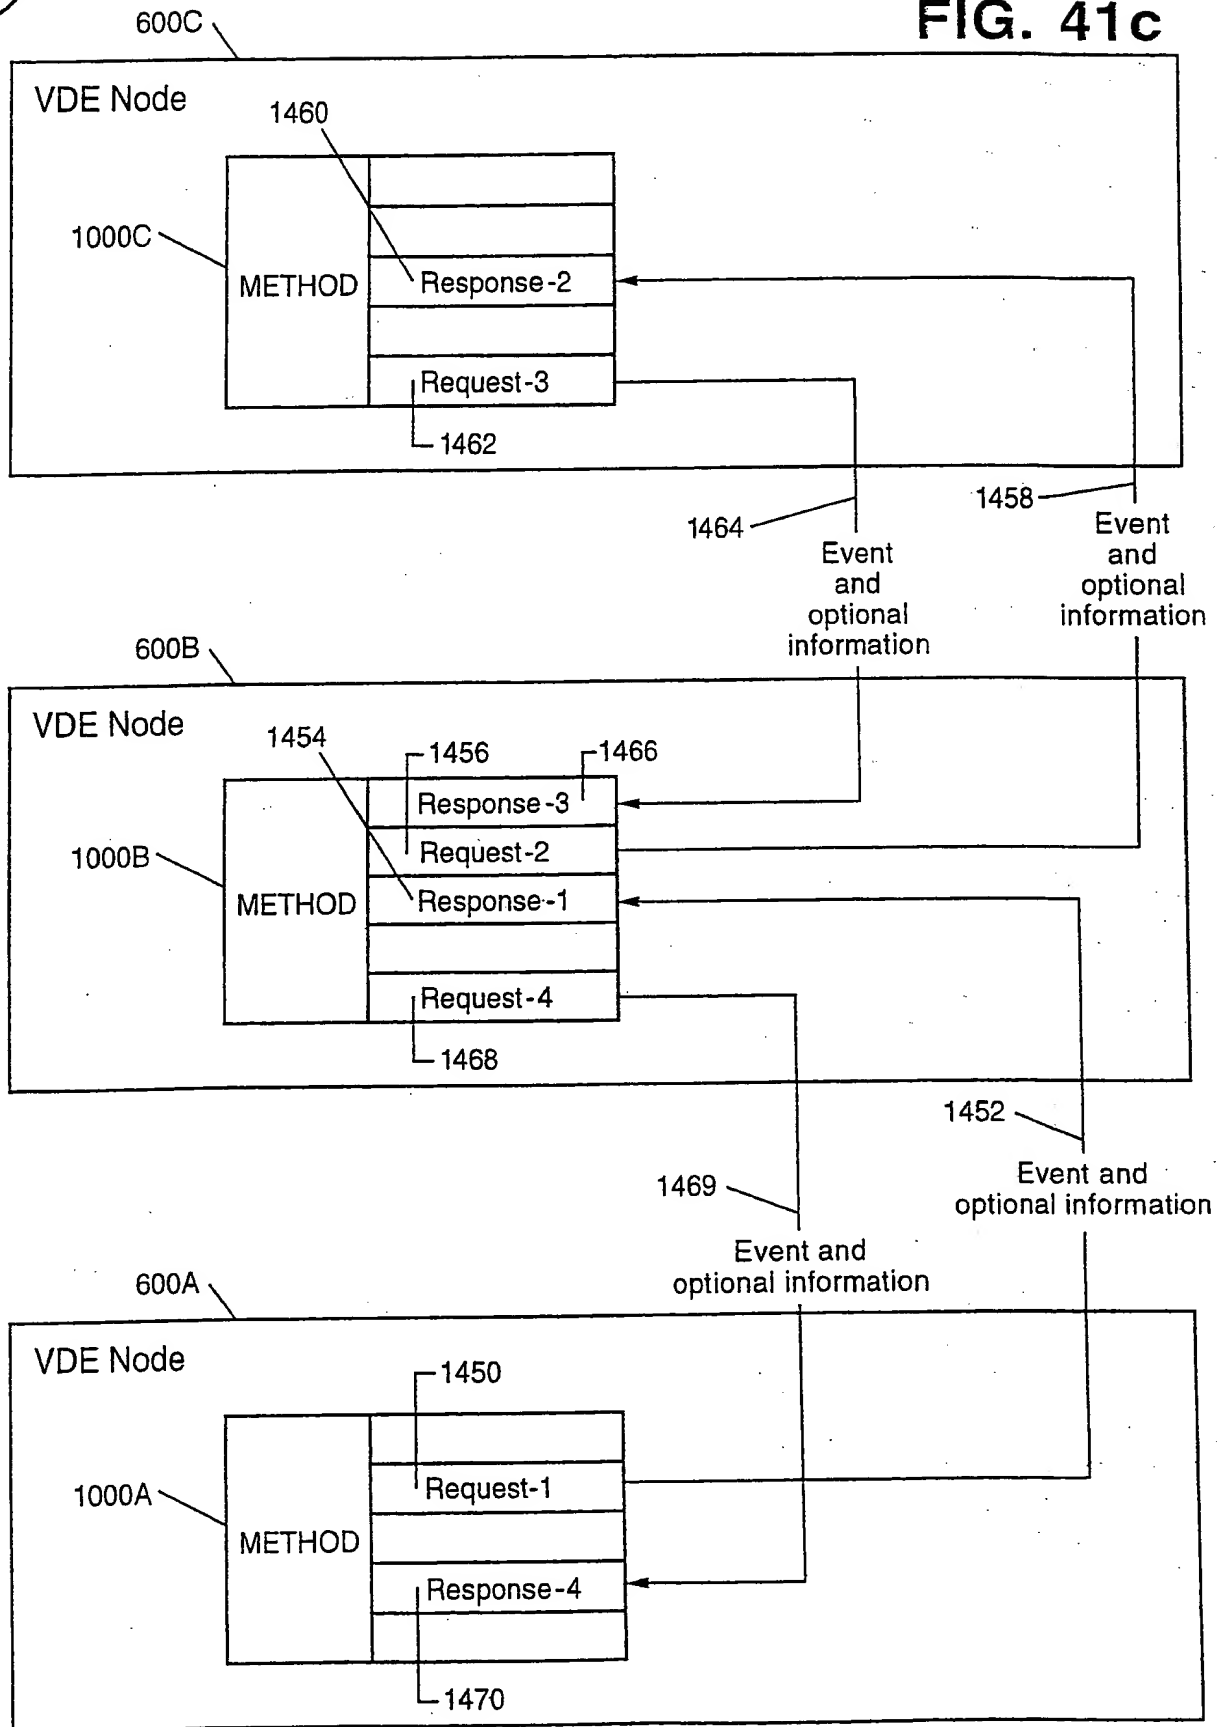 FIG. 41c
600C
VDE Node
1460
1000C
METHOD
Response-2
Request-3
1462
1464
1458
Event
and
optional
information
Event
and
optional
information
600B
VDE Node
1454
1456
1466
Response-3
1000B
Request-2
METHOD
Response-1
Request-4
1468
1452
Event and
optional information
1469
Event and
optional information
600A
VDE Node
1450
1000A
Request-1
METHOD
Response-4
1470